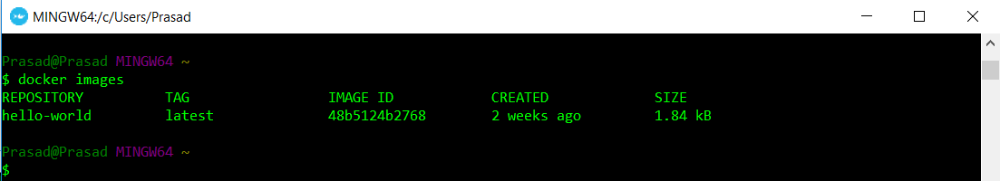 MINGW64:/c/Users/Prasad
Prasad@Prasad MINGW64 ~
$ docker images
REPOSITORY          TAG                 IMAGE ID            CREATED             SIZE
hello-world         latest              48b5124b2768        2 weeks ago         1.84 kB
Prasad@Prasad MINGW64 ~
$